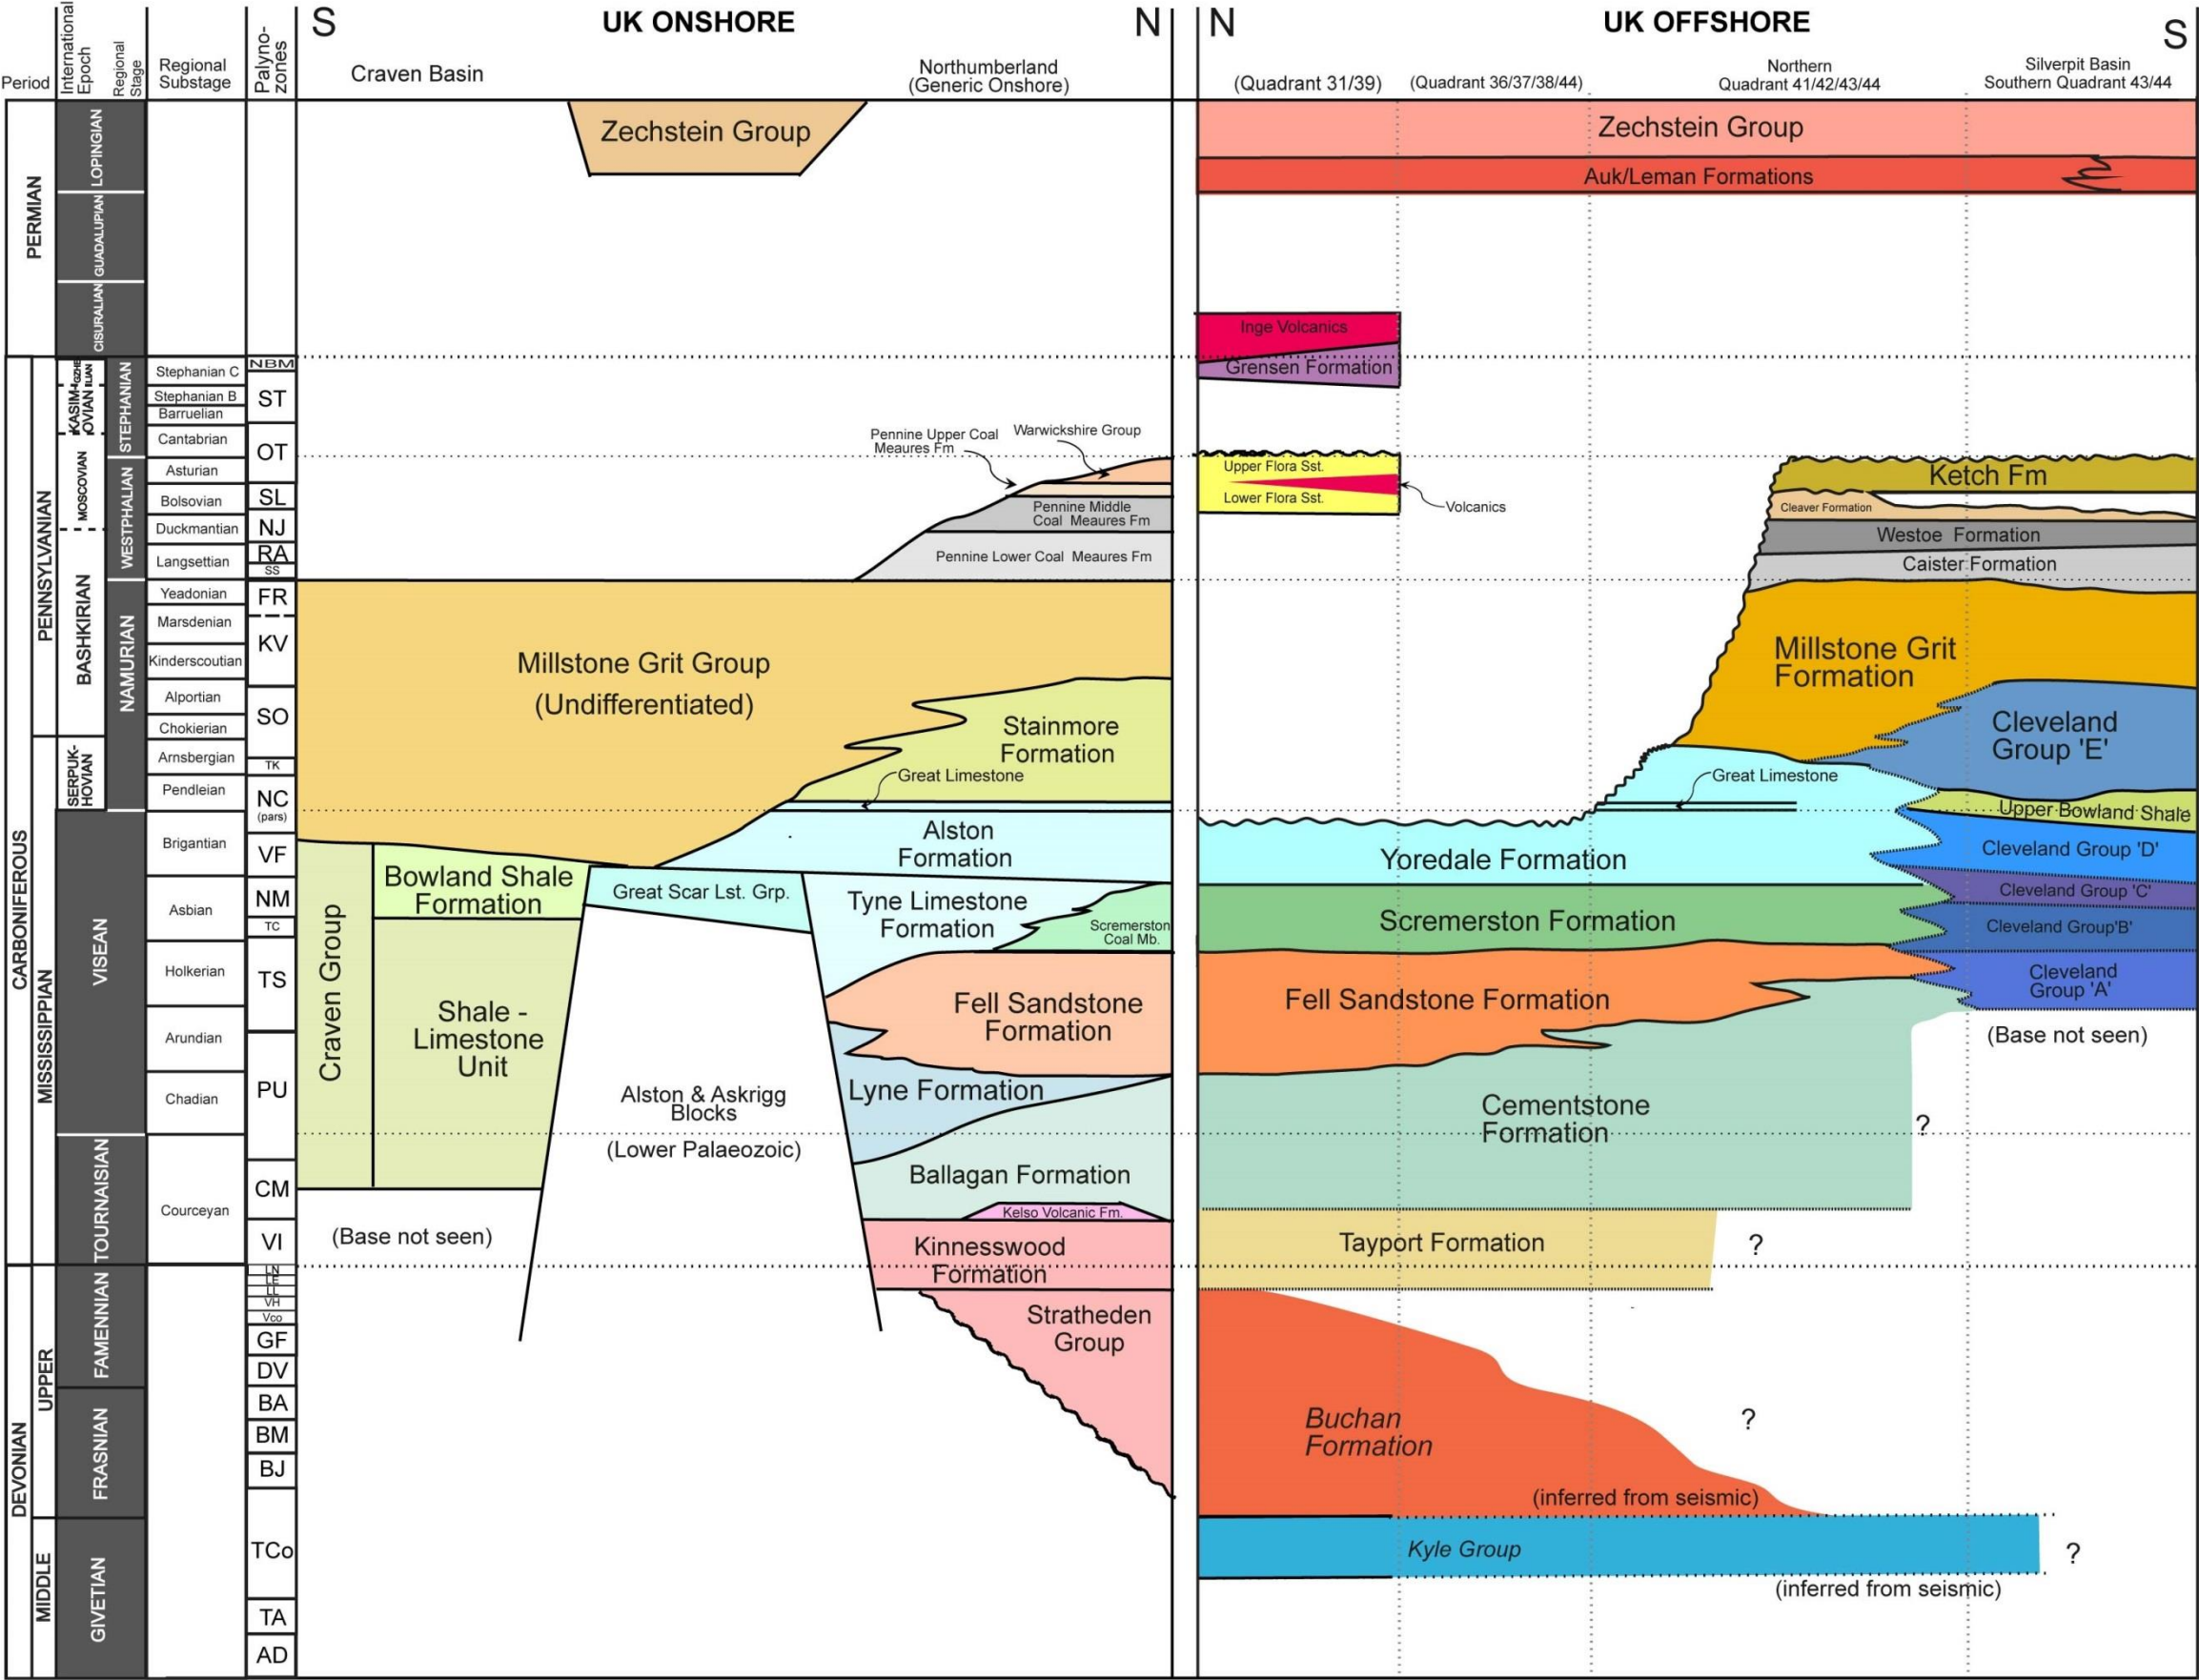 S
UK ONSHORE
N
N
UK OFFSHORE
S
Period
International
Epoch
Regional
Stage
Regional
Substage
Palyno-
zones
Craven Basin
Northumberland
(Generic Onshore)
(Quadrant 31/39)
(Quadrant 36/37/38/44)
Northern
Quadrant 41/42/43/44
Silverpit Basin
Southern Quadrant 43/44
PERMIAN
LOPINGIAN
GUADALUPIAN
CISURALIAN
CARBONIFEROUS
PENNSYLVANIAN
MISSISSIPPIAN
GZHE
LIAN
KASIM-
OVIAN
MOSCOVIAN
BASHKIRIAN
SERPUK-
HOVIAN
STEPHANIAN
WESTPHALIAN
NAMURIAN
VISEAN
TOURNAISIAN
DEVONIAN
UPPER
MIDDLE
FAMENNIAN
FRASNIAN
GIVETIAN
Stephanian C
Stephanian B
Barruelian
Cantabrian
Asturian
Bolsovian
Duckmantian
Langsettian
Yeadonian
Marsdenian
Kinderscoutian
Alportian
Chokierian
Arnsbergian
Pendleian
Brigantian
Asbian
Holkerian
Arundian
Chadian
Courceyan
NBM
ST
OT
SL
NJ
RA
SS
FR
KV
SO
TK
NC
(pars)
VF
NM
TC
TS
PU
CM
VI
LN
LE
LL
VH
Vco
GF
DV
BA
BM
BJ
TCo
TA
AD
Zechstein Group
Pennine Upper Coal
Meaures Fm
Warwickshire Group
Pennine Middle
Coal Meaures Fm
Pennine Lower Coal Meaures Fm
Millstone Grit Group
(Undifferentiated)
Stainmore
Formation
Great Limestone
Alston
Formation
Bowland Shale
Formation
Great Scar Lst. Grp.
Tyne Limestone
Formation
Scremerston
Coal Mb.
Craven Group
Shale -
Limestone
Unit
Fell Sandstone
Formation
Alston & Askrigg
Blocks
(Lower Palaeozoic)
Lyne Formation
Ballagan Formation
Kelso Volcanic Fm.
(Base not seen)
Kinnesswood
Formation
Stratheden
Group
Zechstein Group
Auk/Leman Formations
Inge Volcanics
Grensen Formation
Upper Flora Sst.
Lower Flora Sst.
Volcanics
Ketch Fm
Cleaver Formation
Westoe Formation
Caister Formation
Millstone Grit
Formation
Cleveland
Group 'E'
Great Limestone
Upper Bowland Shale
Yoredale Formation
Cleveland Group 'D'
Cleveland Group 'C'
Scremerston Formation
Cleveland Group'B'
Fell Sandstone Formation
Cleveland
Group 'A'
(Base not seen)
Cementstone
Formation
?
Tayport Formation
?
Buchan
Formation
?
(inferred from seismic)
Kyle Group
?
(inferred from seismic)